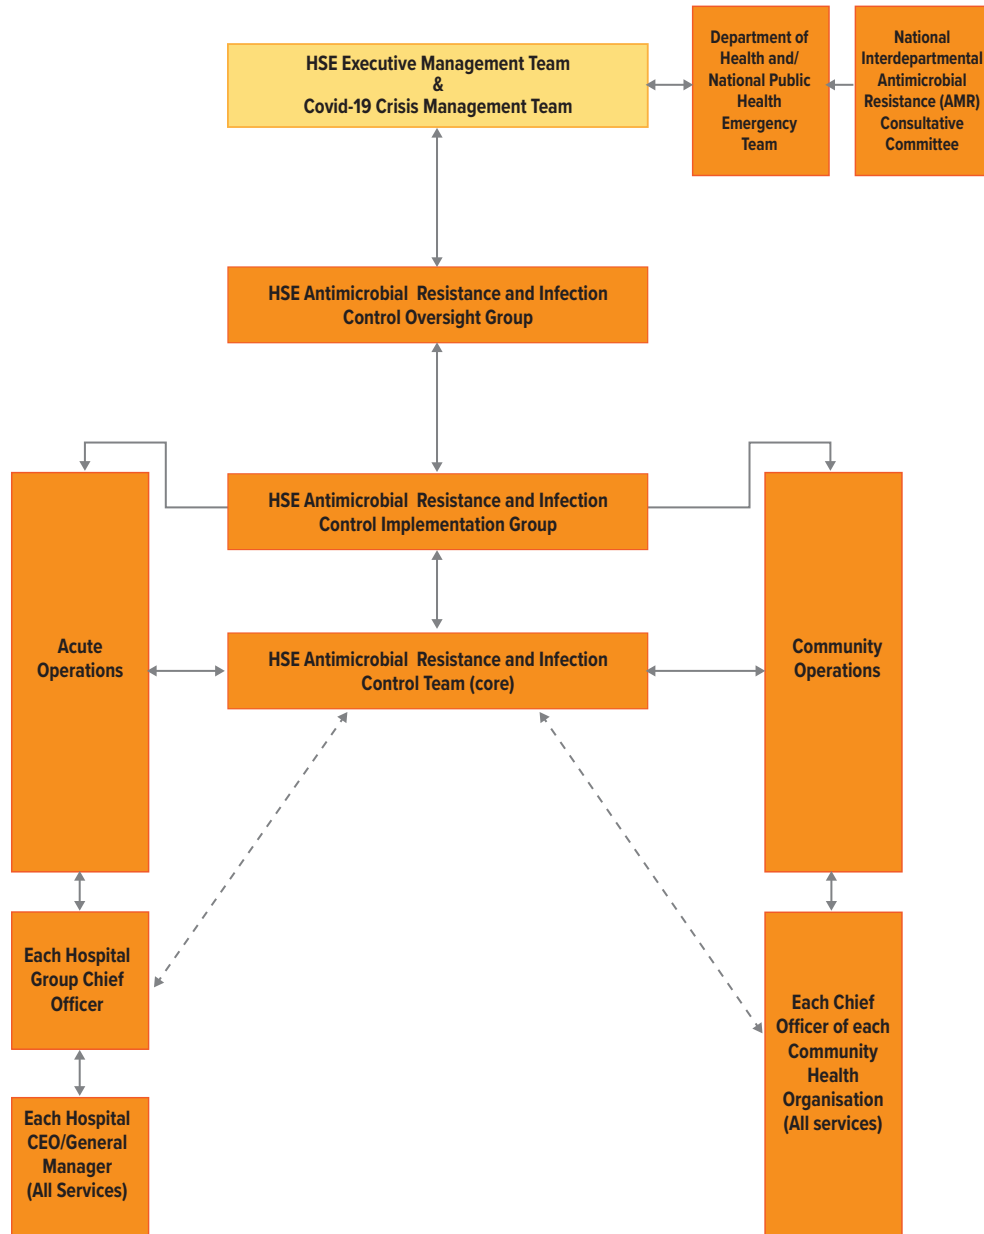 HSE Executive Management Team
&
Covid-19 Crisis Management Team
Department of
Health and/
National Public
Health
Emergency
Team
National
Interdepartmental
Antimicrobial
Resistance (AMR)
Consultative
Committee
HSE Antimicrobial Resistance and Infection
Control Oversight Group
HSE Antimicrobial Resistance and Infection
Control Implementation Group
Acute
Operations
HSE Antimicrobial Resistance and Infection
Control Team (core)
Community
Operations
Each Hospital
Group Chief
Officer
Each Chief
Officer of each
Community
Health
Organisation
(All services)
Each Hospital
CEO/General
Manager
(All Services)